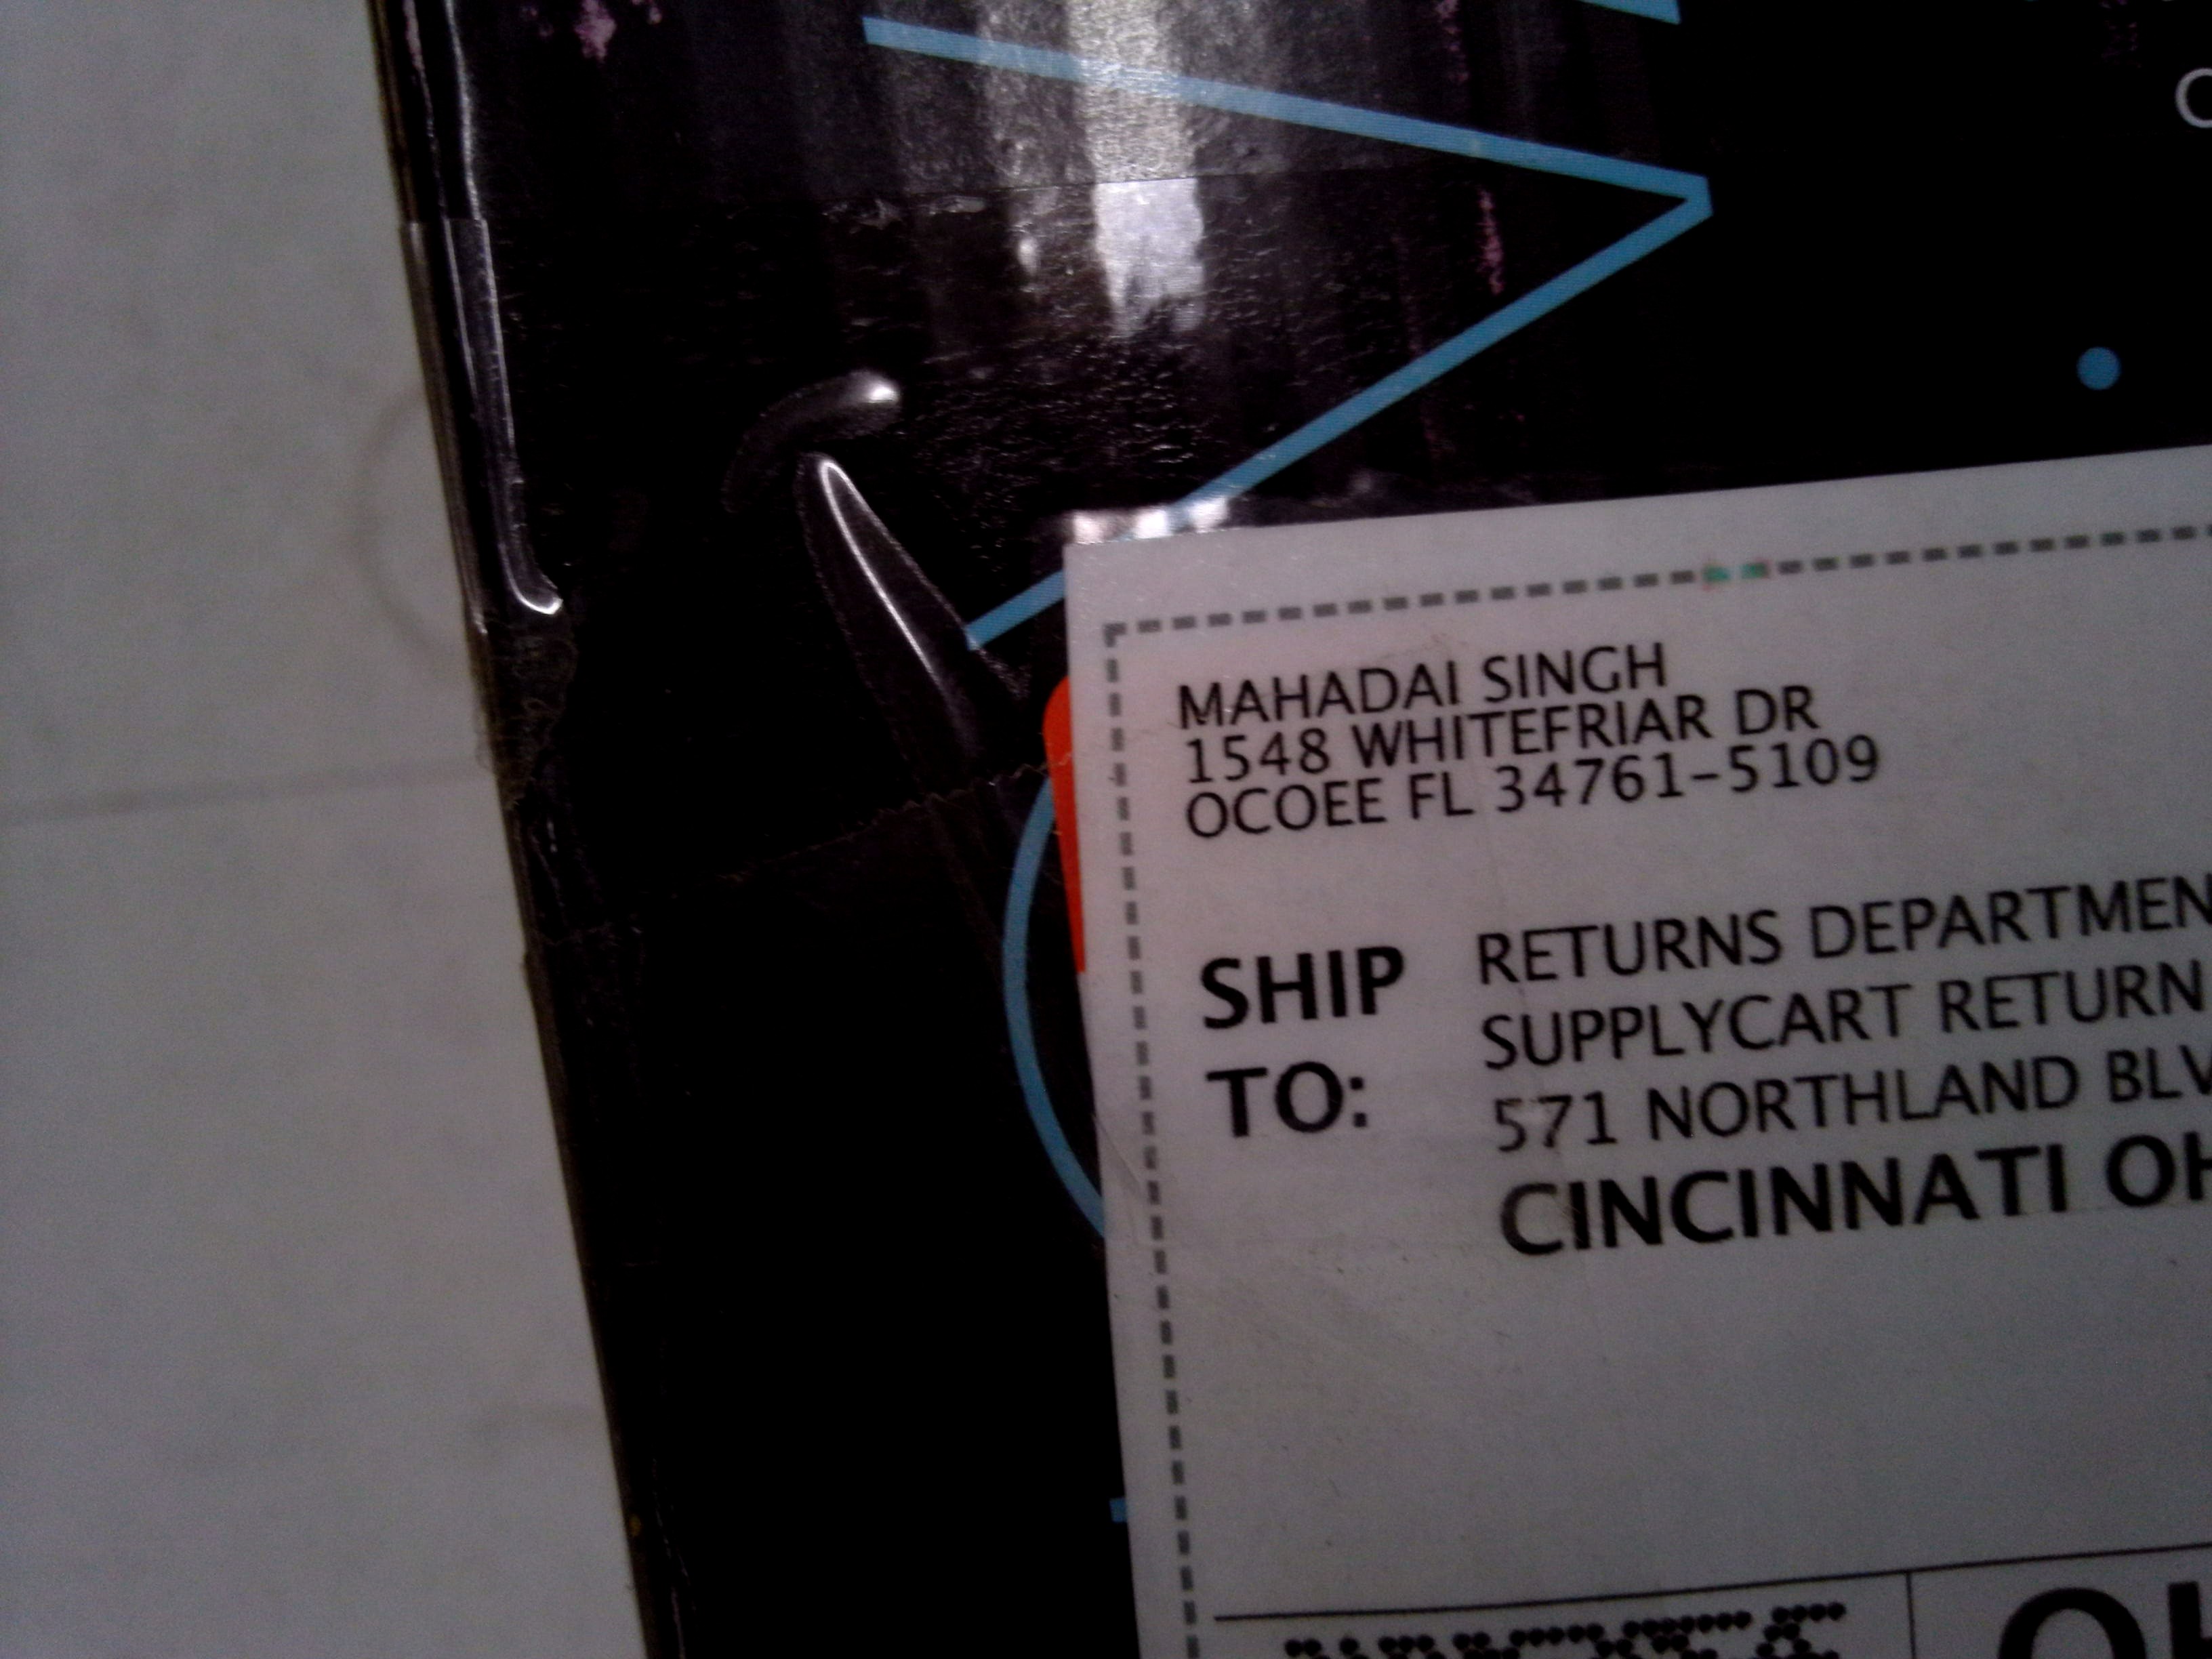 MAHADAI SINGH
1548 WHITEFRIAR DR
OCOEE FL 34761-5109
SHIP TO:
RETURNS DEPARTMEN
SUPPLYCART RETURN
571 NORTHLAND BLV
CINCINNATI OH
OH